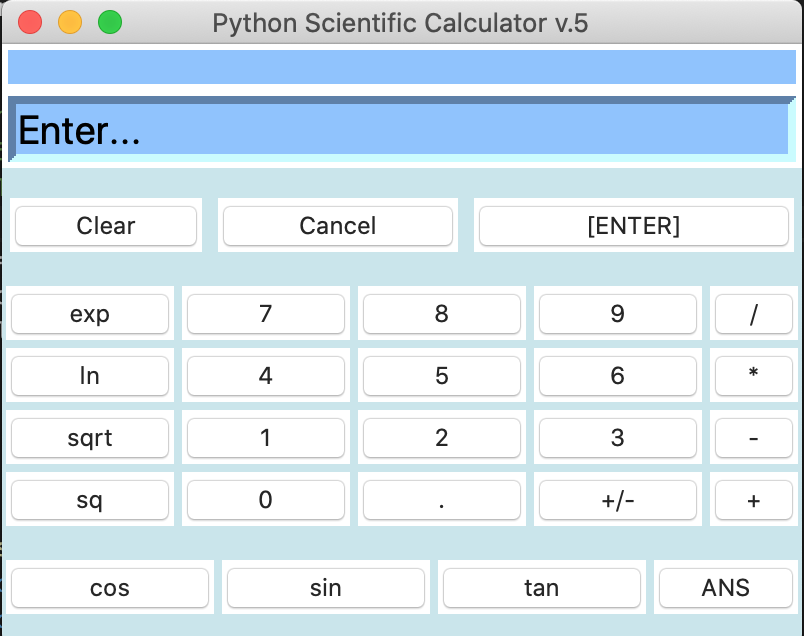 Python Scientific Calculator v.5
Enter...
Clear Cancel [ENTER]
exp 7 8 9 /
ln 4 5 6 *
sqrt 1 2 3 -
sq 0 . +/- +
cos sin tan ANS